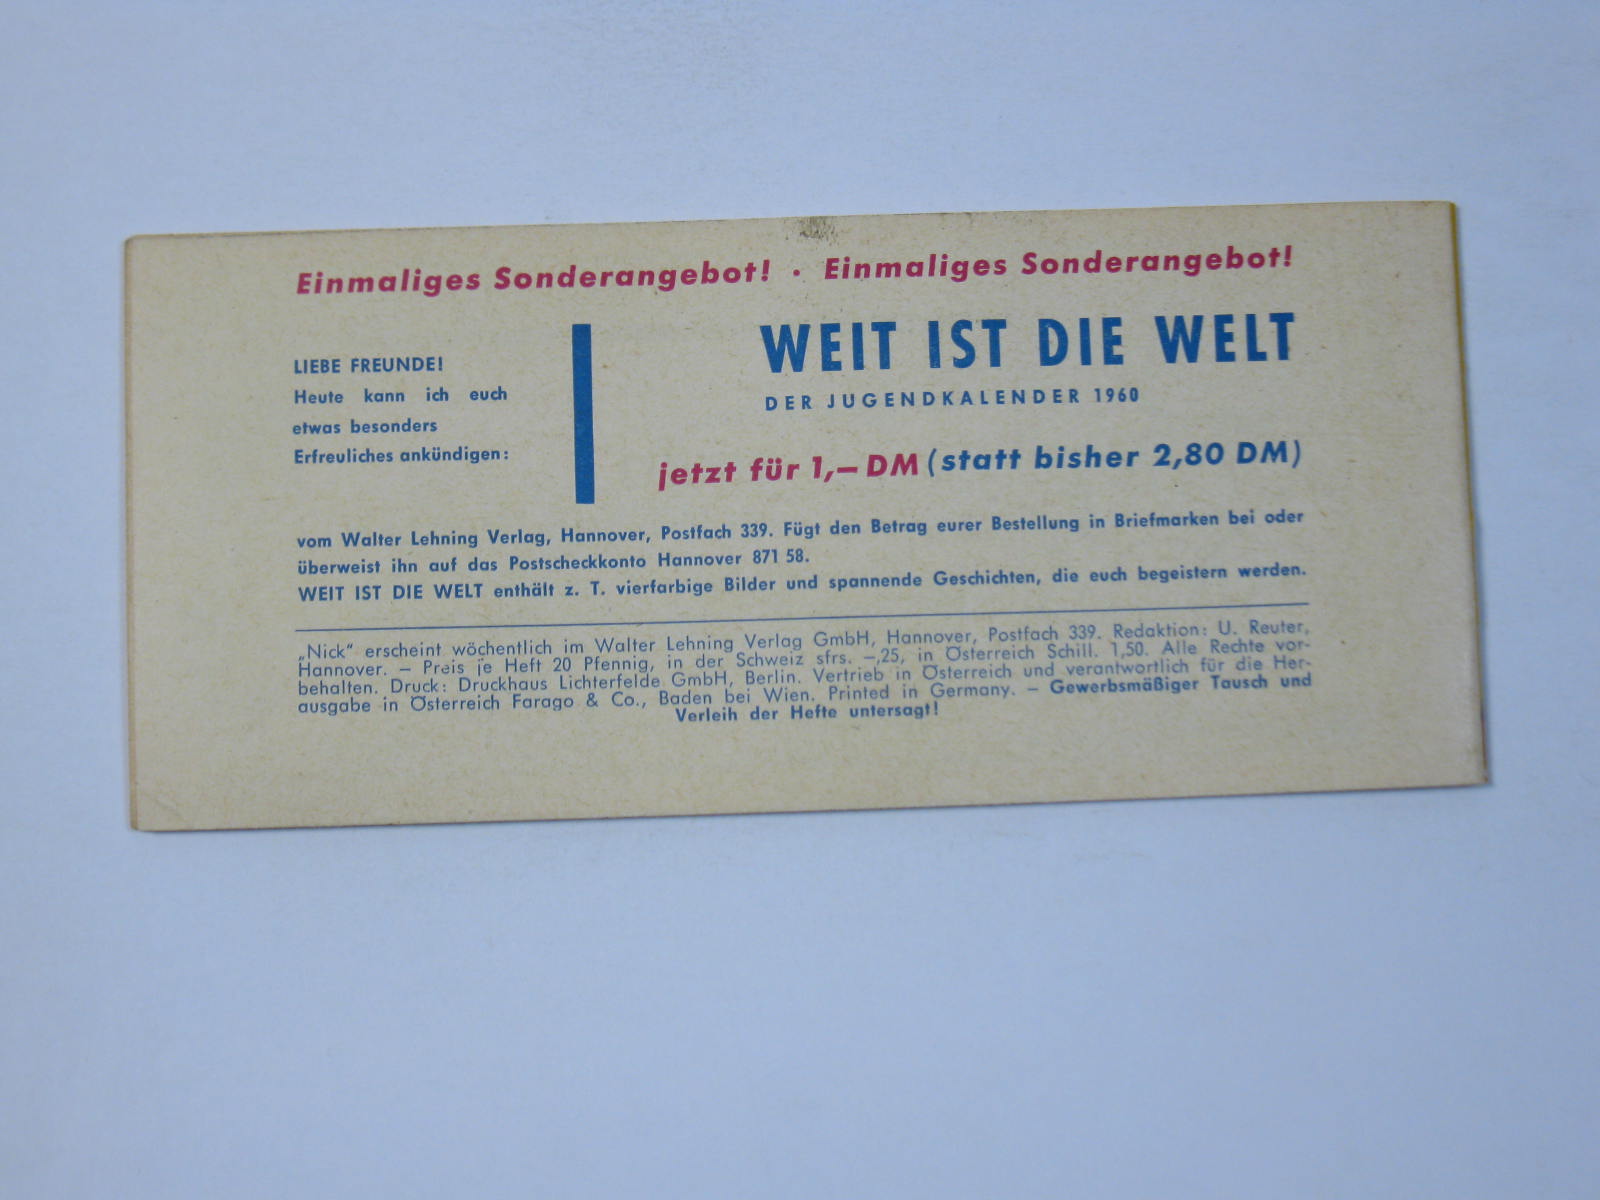 Einmaliges Sonderangebot! · Einmaliges Sonderangebot!
LIEBE FREUNDE!
Heute kann ich euch
etwas besonders
Erfreuliches ankündigen:
WEIT IST DIE WELT
DER JUGENDKALENDER 1960
jetzt für 1,— DM (statt bisher 2,80 DM)
vom Walter Lehning Verlag, Hannover, Postfach 339. Fügt den Betrag eurer Bestellung in Briefmarken bei oder
überweist ihn auf das Postscheckkonto Hannover 871 58.
WEIT IST DIE WELT enthält z. T. vierfarbige Bilder und spannende Geschichten, die euch begeistern werden.
„Nick“ erscheint wöchentlich im Walter Lehning Verlag GmbH, Hannover, Postfach 339. Redaktion: U. Reuter,
Hannover. — Preis je Heft 20 Pfennig, in der Schweiz sfrs. —,25, in Österreich Schill. 1,50. Alle Rechte vor-
behalten. Druck: Druckhaus Lichterfelde GmbH, Berlin. Vertrieb in Österreich und verantwortlich für die Her-
ausgabe in Österreich Farago & Co., Baden bei Wien. Printed in Germany. — Gewerbsmäßiger Tausch und
Verleih der Hefte untersagt!